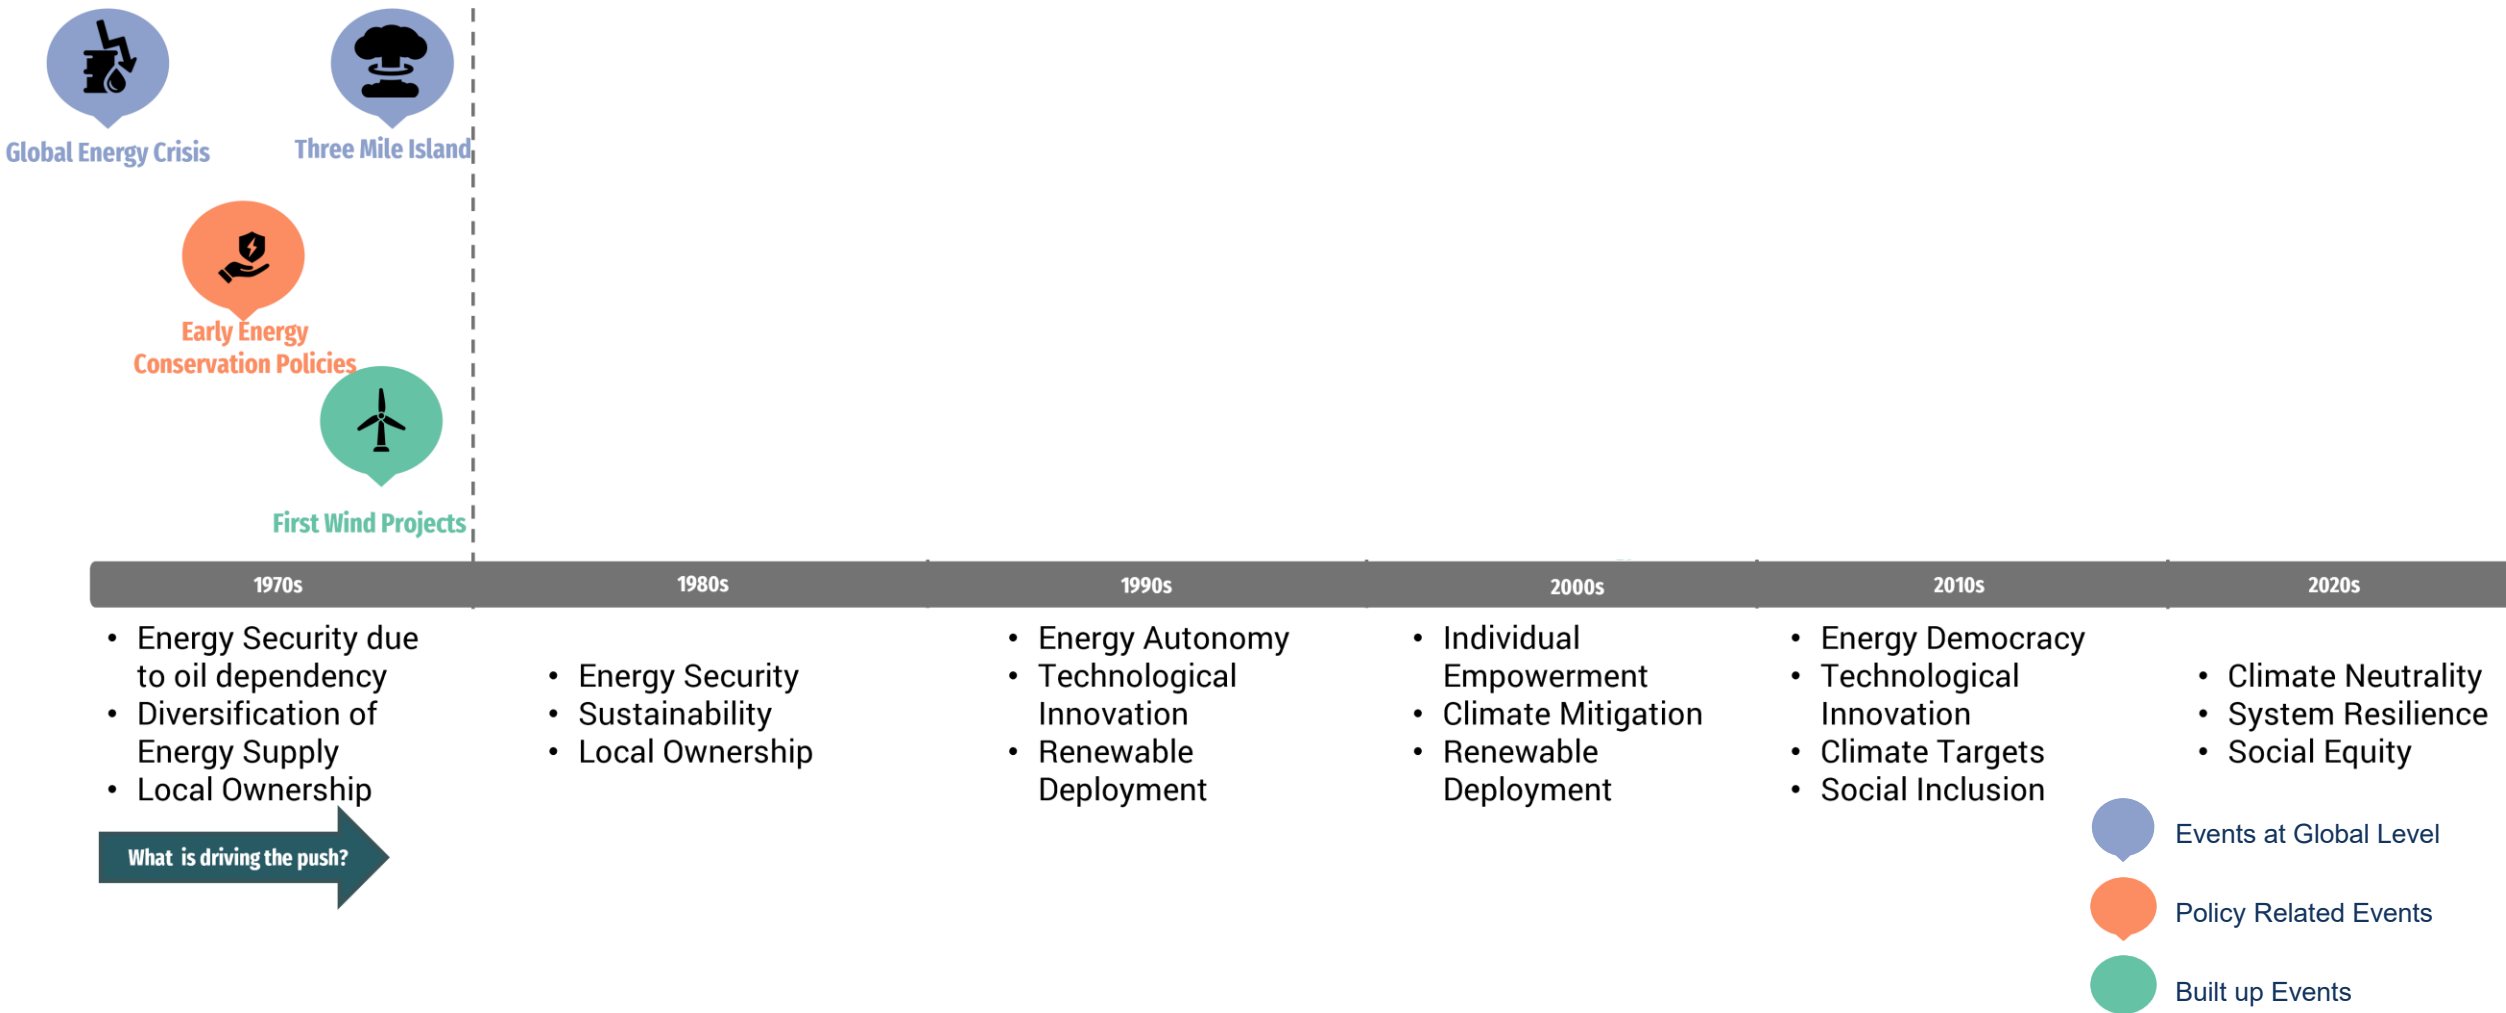 Global Energy Crisis
Three Mile Island
Early Energy
Conservation Policies
First Wind Projects
1970s
1980s
1990s
2000s
2010s
2020s
• Energy Security due
to oil dependency
• Diversification of
Energy Supply
• Local Ownership
• Energy Security
• Sustainability
• Local Ownership
• Energy Autonomy
• Technological
Innovation
• Renewable
Deployment
• Individual
Empowerment
• Climate Mitigation
• Renewable
Deployment
• Energy Democracy
• Technological
Innovation
• Climate Targets
• Social Inclusion
• Climate Neutrality
• System Resilience
• Social Equity
What is driving the push?
Events at Global Level
Policy Related Events
Built up Events